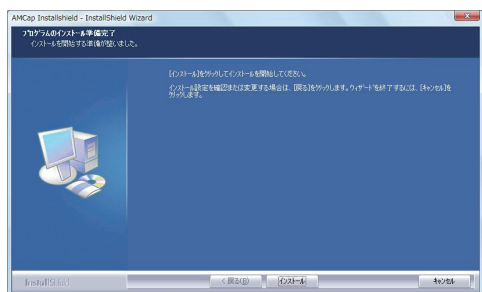 AMCap Installshield - InstallShield Wizard
ﾌﾟﾛｸﾞﾗﾑのｲﾝｽﾄｰﾙ準備完了
ｲﾝｽﾄｰﾙを開始する準備が整いました。
[ｲﾝｽﾄｰﾙ]をｸﾘｯｸしてｲﾝｽﾄｰﾙを開始してください。
ｲﾝｽﾄｰﾙ設定を確認または変更する場合は、[戻る]をｸﾘｯｸします。ｳｨｻﾞｰﾄﾞを終了するには、[ｷｬﾝｾﾙ]を
ｸﾘｯｸします。
InstallShield
< 戻る(B)
ｲﾝｽﾄｰﾙ
ｷｬﾝｾﾙ